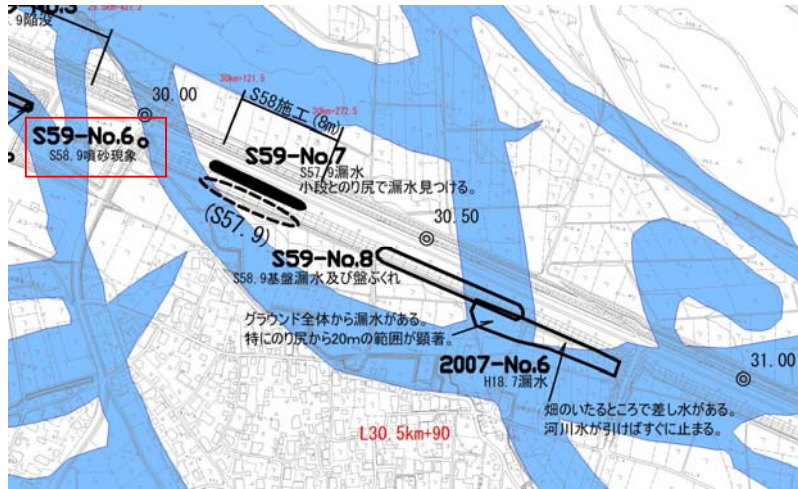 .9陥没
30.00
S59-No.6
S58.9噴砂現象
30km+121.5
S58施工(8m)
30km+272.5
S59-No.7
S57.9漏水
小段とのり尻で漏水見つける。
(S57.9)
30.50
S59-No.8
S58.9基盤漏水及び盤ぶくれ
グラウンド全体から漏水がある。
特にのり尻から20mの範囲が顕著。
2007-No.6
H18.7漏水
31.00
畑のいたるところで差し水がある。
河川水が引けばすぐに止まる。
L30.5km+90